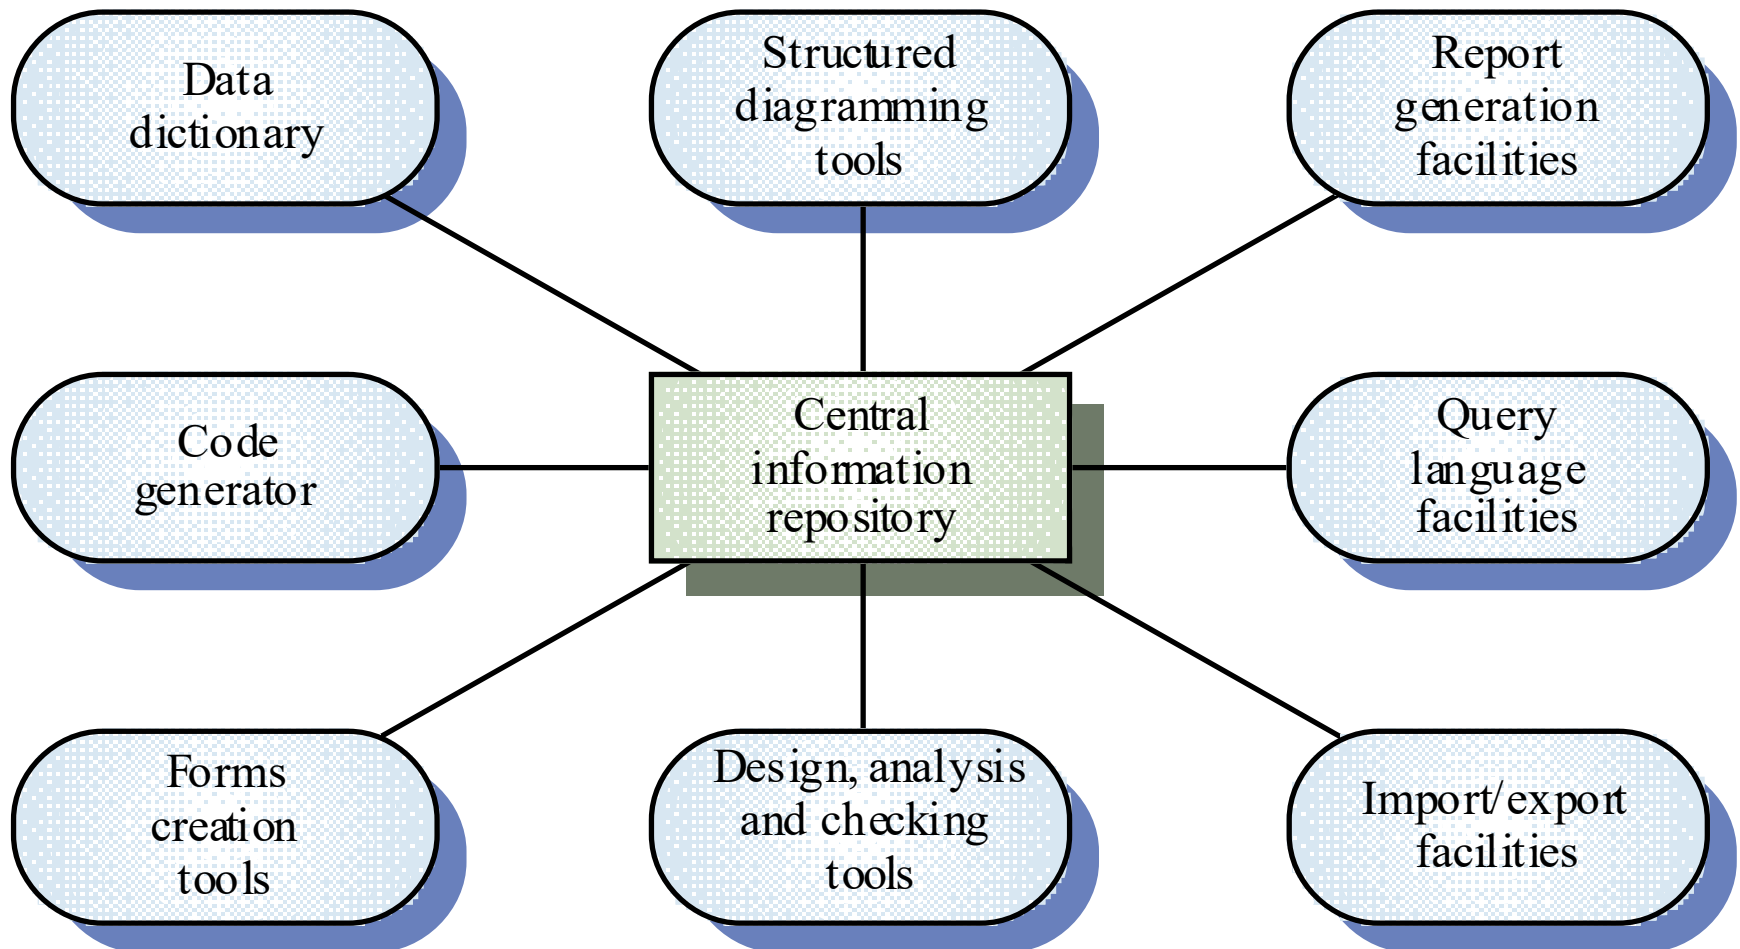 Data
dictionary
Structured
diagramming
tools
Report
generation
facilities
Code
generator
Central
information
repository
Query
language
facilities
Forms
creation
tools
Design, analysis
and checking
tools
Import/export
facilities